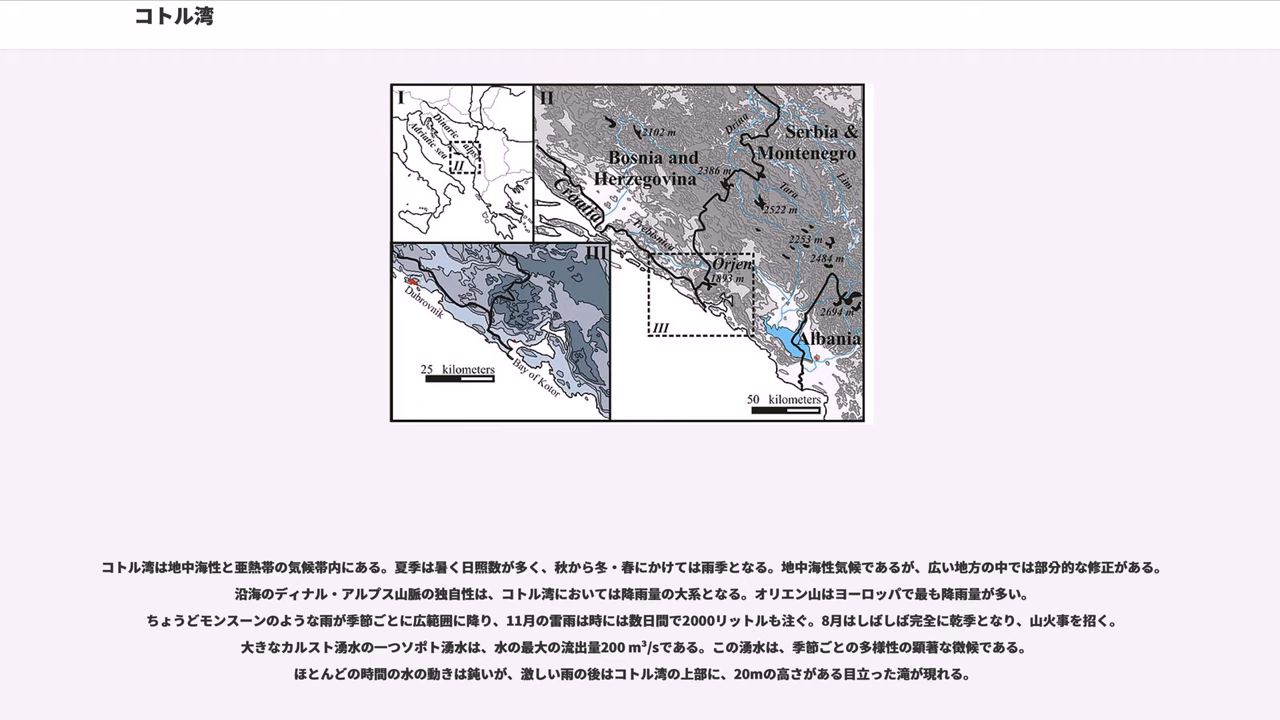 コトル湾
I
Dinaric Alps
Adriatic sea
II
II
2102 m
Drina
Serbia &
Montenegro
Bosnia and
Herzegovina
2386 m
Lim
Tara
Croatia
2522 m
2253 m
2484 m
Orjen
1893 m
III
2694 m
Albania
50 kilometers
III
Dubrovnik
25 kilometers
Bay of Kotor
コトル湾は地中海性と亜熱帯の気候帯内にある。夏季は暑く日照数が多く、秋から冬・春にかけては雨季となる。地中海性気候であるが、広い地方の中では部分的な修正がある。
沿海のディナル・アルプス山脈の独自性は、コトル湾においては降雨量の大系となる。オリエン山はヨーロッパで最も降雨量が多い。
ちょうどモンスーンのような雨が季節ごとに広範囲に降り、11月の雷雨は時には数日間で2000リットルも注ぐ。8月はしばしば完全に乾季となり、山火事を招く。
大きなカルスト湧水の一つソポト湧水は、水の最大の流出量200 m³/sである。この湧水は、季節ごとの多様性の顕著な徴候である。
ほとんどの時間の水の動きは鈍いが、激しい雨の後はコトル湾の上部に、20mの高さがある目立った滝が現れる。